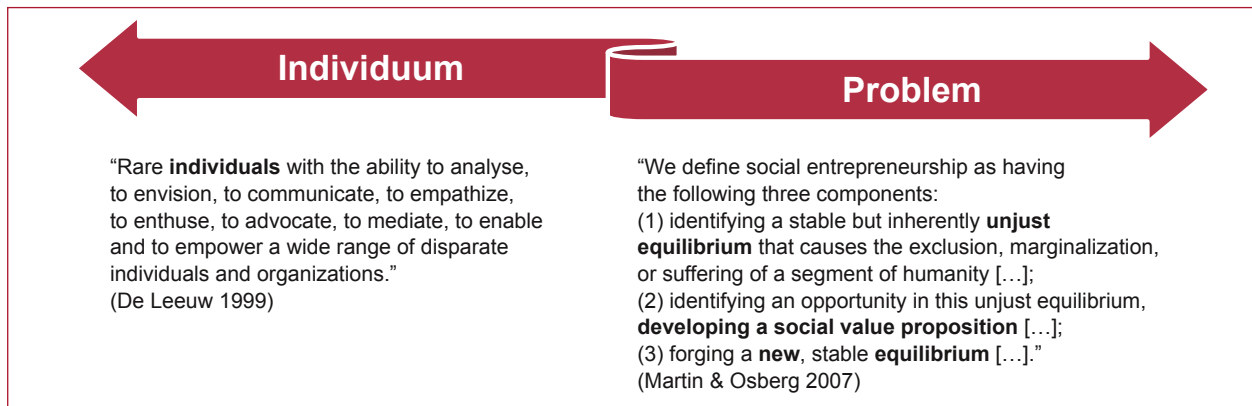 Individuum
Problem
“Rare individuals with the ability to analyse,
to envision, to communicate, to empathize,
to enthuse, to advocate, to mediate, to enable
and to empower a wide range of disparate
individuals and organizations.”
(De Leeuw 1999)
“We define social entrepreneurship as having
the following three components:
(1) identifying a stable but inherently unjust
equilibrium that causes the exclusion, marginalization,
or suffering of a segment of humanity […];
(2) identifying an opportunity in this unjust equilibrium,
developing a social value proposition […];
(3) forging a new, stable equilibrium […].”
(Martin & Osberg 2007)